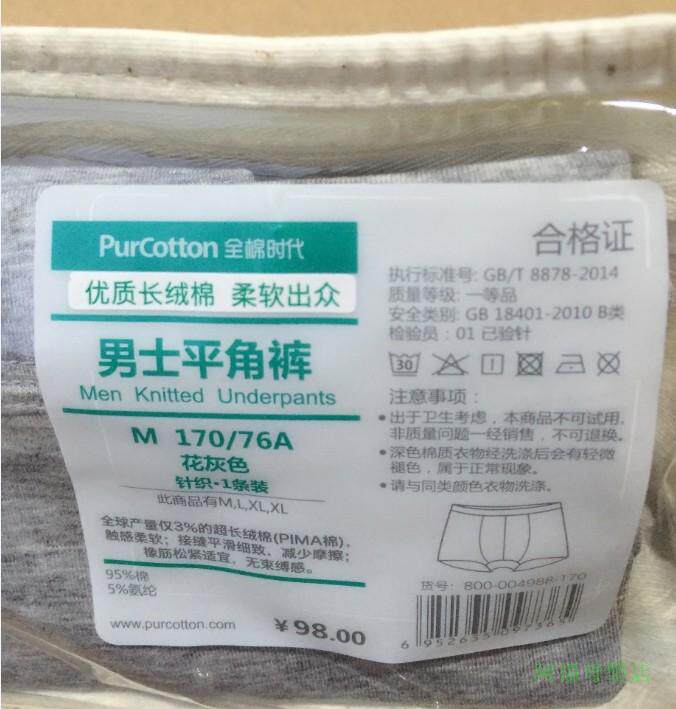 PurCotton 全棉时代
优质长绒棉 柔软出众
男士平角裤
Men Knitted Underpants
M 170/76A
花灰色
针织·1条装
此商品有M,L,XL,XL
全球产量仅3%的超长绒棉(PIMA棉),
触感柔软;接缝平滑细致,减少摩擦;
橡筋松紧适宜,无束缚感。
95%棉
5%氨纶
www.purcotton.com
¥98.00
合格证
执行标准号: GB/T 8878-2014
质量等级: 一等品
安全类别: GB 18401-2010 B类
检验员: 01 已验针
30
注意事项:
•出于卫生考虑,本商品不可试用,
非质量问题一经销售,不可退换。
•深色棉质衣物经洗涤后会有轻微
褪色,属于正常现象。
•请与同类颜色衣物洗涤。
货号: 800-004988-170